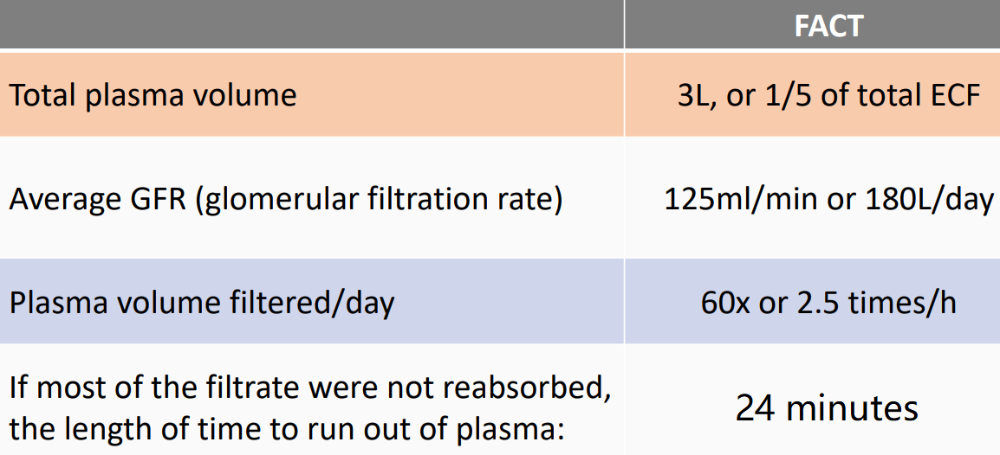 FACT
Total plasma volume
3L, or 1/5 of total ECF
Average GFR (glomerular filtration rate)
125ml/min or 180L/day
Plasma volume filtered/day
60x or 2.5 times/h
If most of the filtrate were not reabsorbed,
the length of time to run out of plasma:
24 minutes